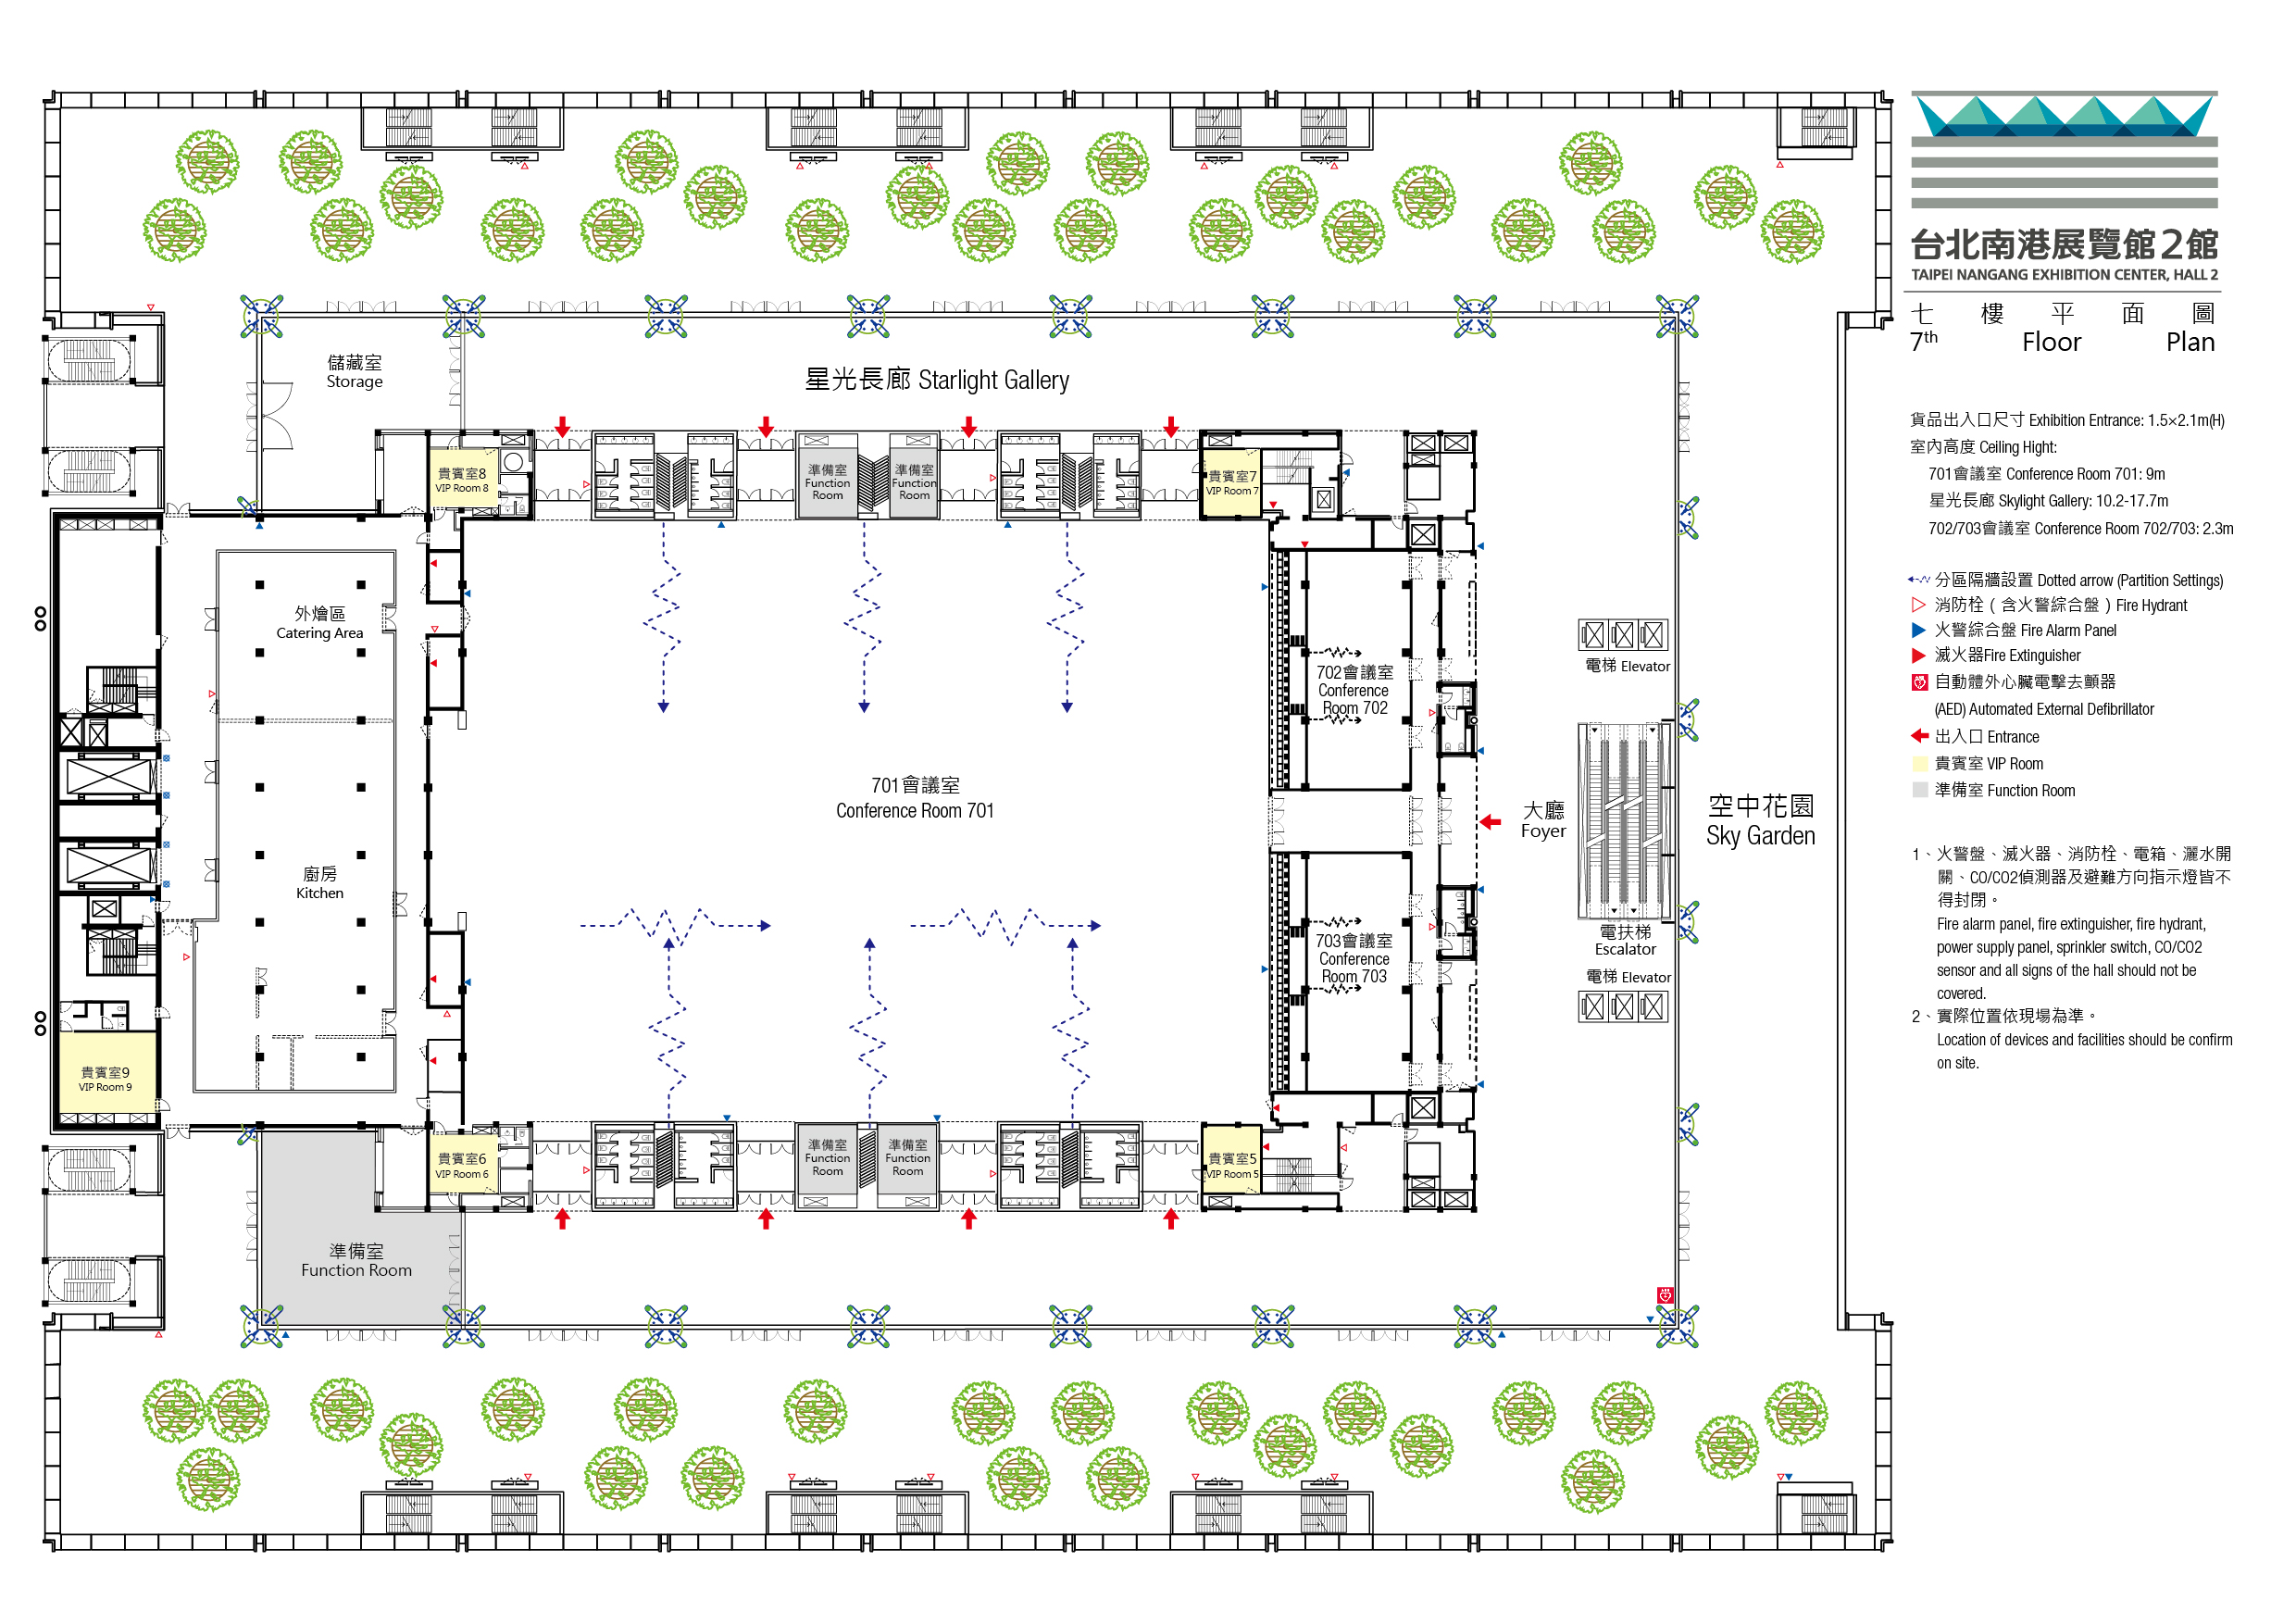 台北南港展覽館2館
TAIPEI NANGANG EXHIBITION CENTER, HALL 2
七樓平面圖
7th Floor Plan
貨品出入口尺寸 Exhibition Entrance: 1.5×2.1m(H)
室內高度 Ceiling Hight:
701會議室 Conference Room 701: 9m
星光長廊 Skylight Gallery: 10.2-17.7m
702/703會議室 Conference Room 702/703: 2.3m
分區隔牆設置 Dotted arrow (Partition Settings)
消防栓（含火警綜合盤）Fire Hydrant
火警綜合盤 Fire Alarm Panel
滅火器Fire Extinguisher
自動體外心臟電擊去顫器
(AED) Automated External Defibrillator
出入口 Entrance
貴賓室 VIP Room
準備室 Function Room
1、火警盤、滅火器、消防栓、電箱、灑水開
關、CO/CO2偵測器及避難方向指示燈皆不
得封閉。
Fire alarm panel, fire extinguisher, fire hydrant,
power supply panel, sprinkler switch, CO/CO2
sensor and all signs of the hall should not be
covered.
2、實際位置依現場為準。
Location of devices and facilities should be confirm
on site.
儲藏室
Storage
星光長廊 Starlight Gallery
貴賓室8
VIP Room 8
準備室
Function
Room
準備室
Function
Room
貴賓室7
VIP Room 7
外燴區
Catering Area
702會議室
Conference
Room 702
電梯 Elevator
701會議室
Conference Room 701
大廳
Foyer
空中花園
Sky Garden
廚房
Kitchen
703會議室
Conference
Room 703
電扶梯
Escalator
電梯 Elevator
貴賓室9
VIP Room 9
貴賓室6
VIP Room 6
準備室
Function
Room
準備室
Function
Room
貴賓室5
VIP Room 5
準備室
Function Room